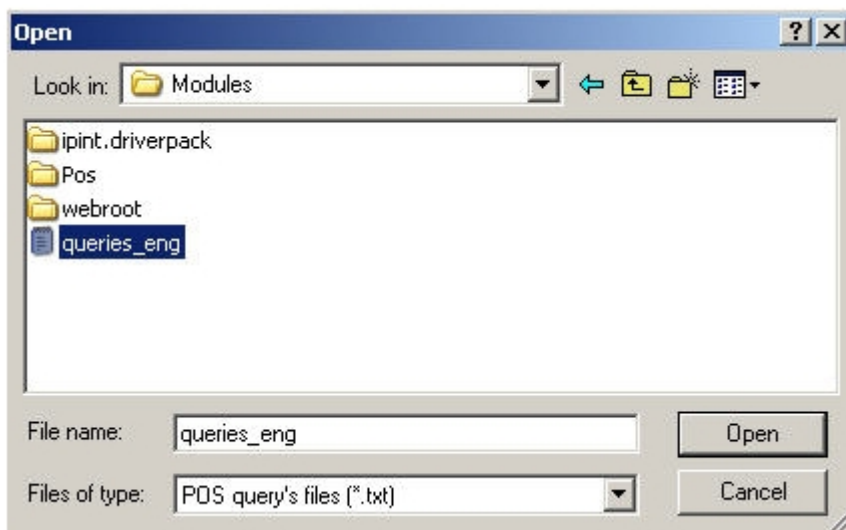 Open
Look in: Modules
ipint.driverpack
Pos
webroot
queries_eng
File name: queries_eng Open
Files of type: POS query's files (*.txt) Cancel